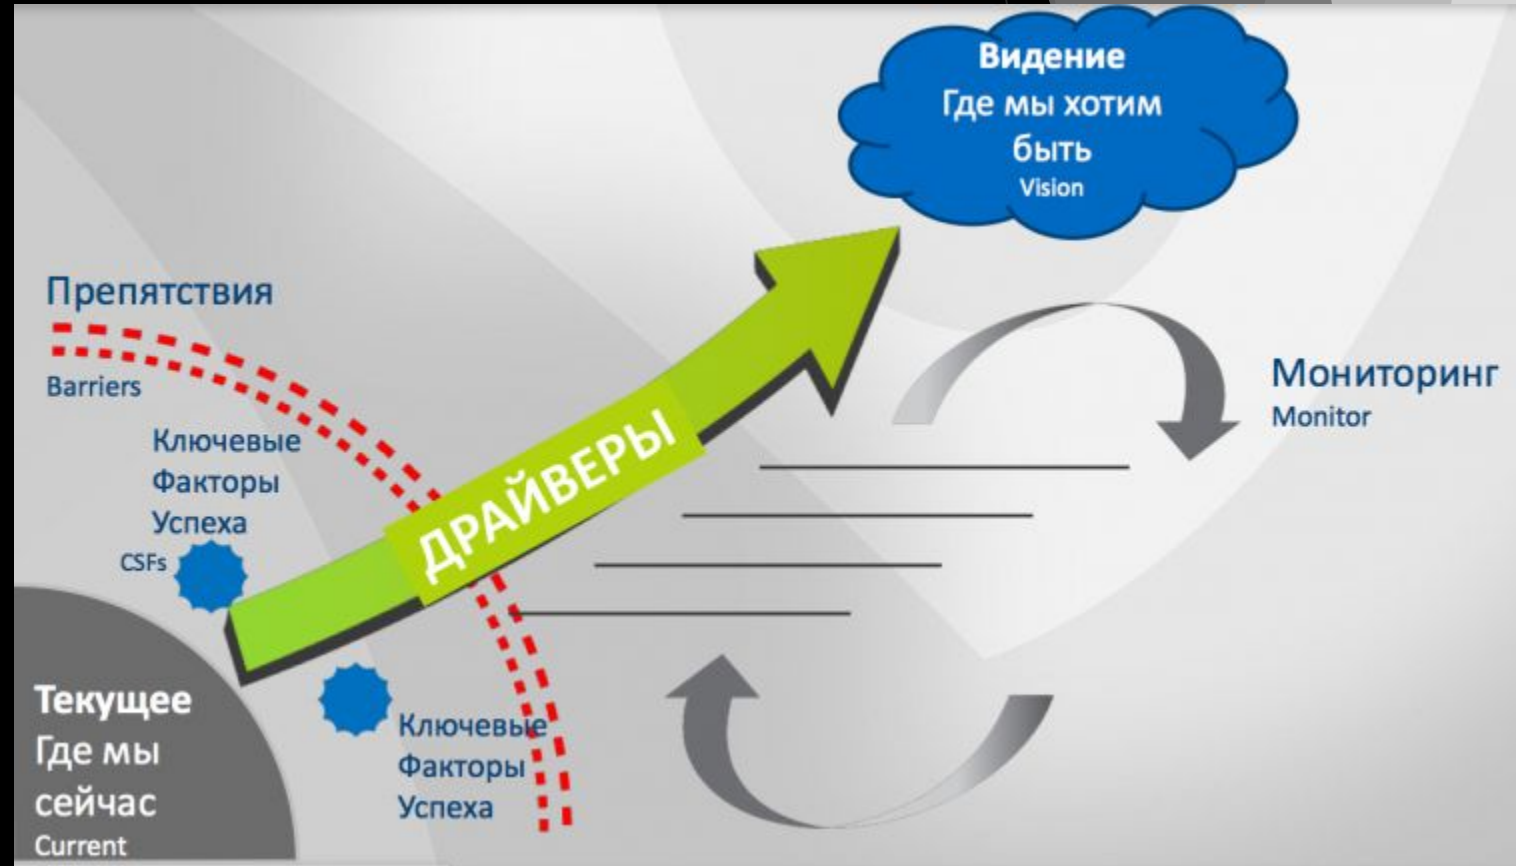 Видение
Где мы хотим
быть
Vision
Препятствия
Barriers
Ключевые
Факторы
Успеха
CSFs
ДРАЙВЕРЫ
Мониторинг
Monitor
Текущее
Где мы
сейчас
Current
Ключевые
Факторы
Успеха